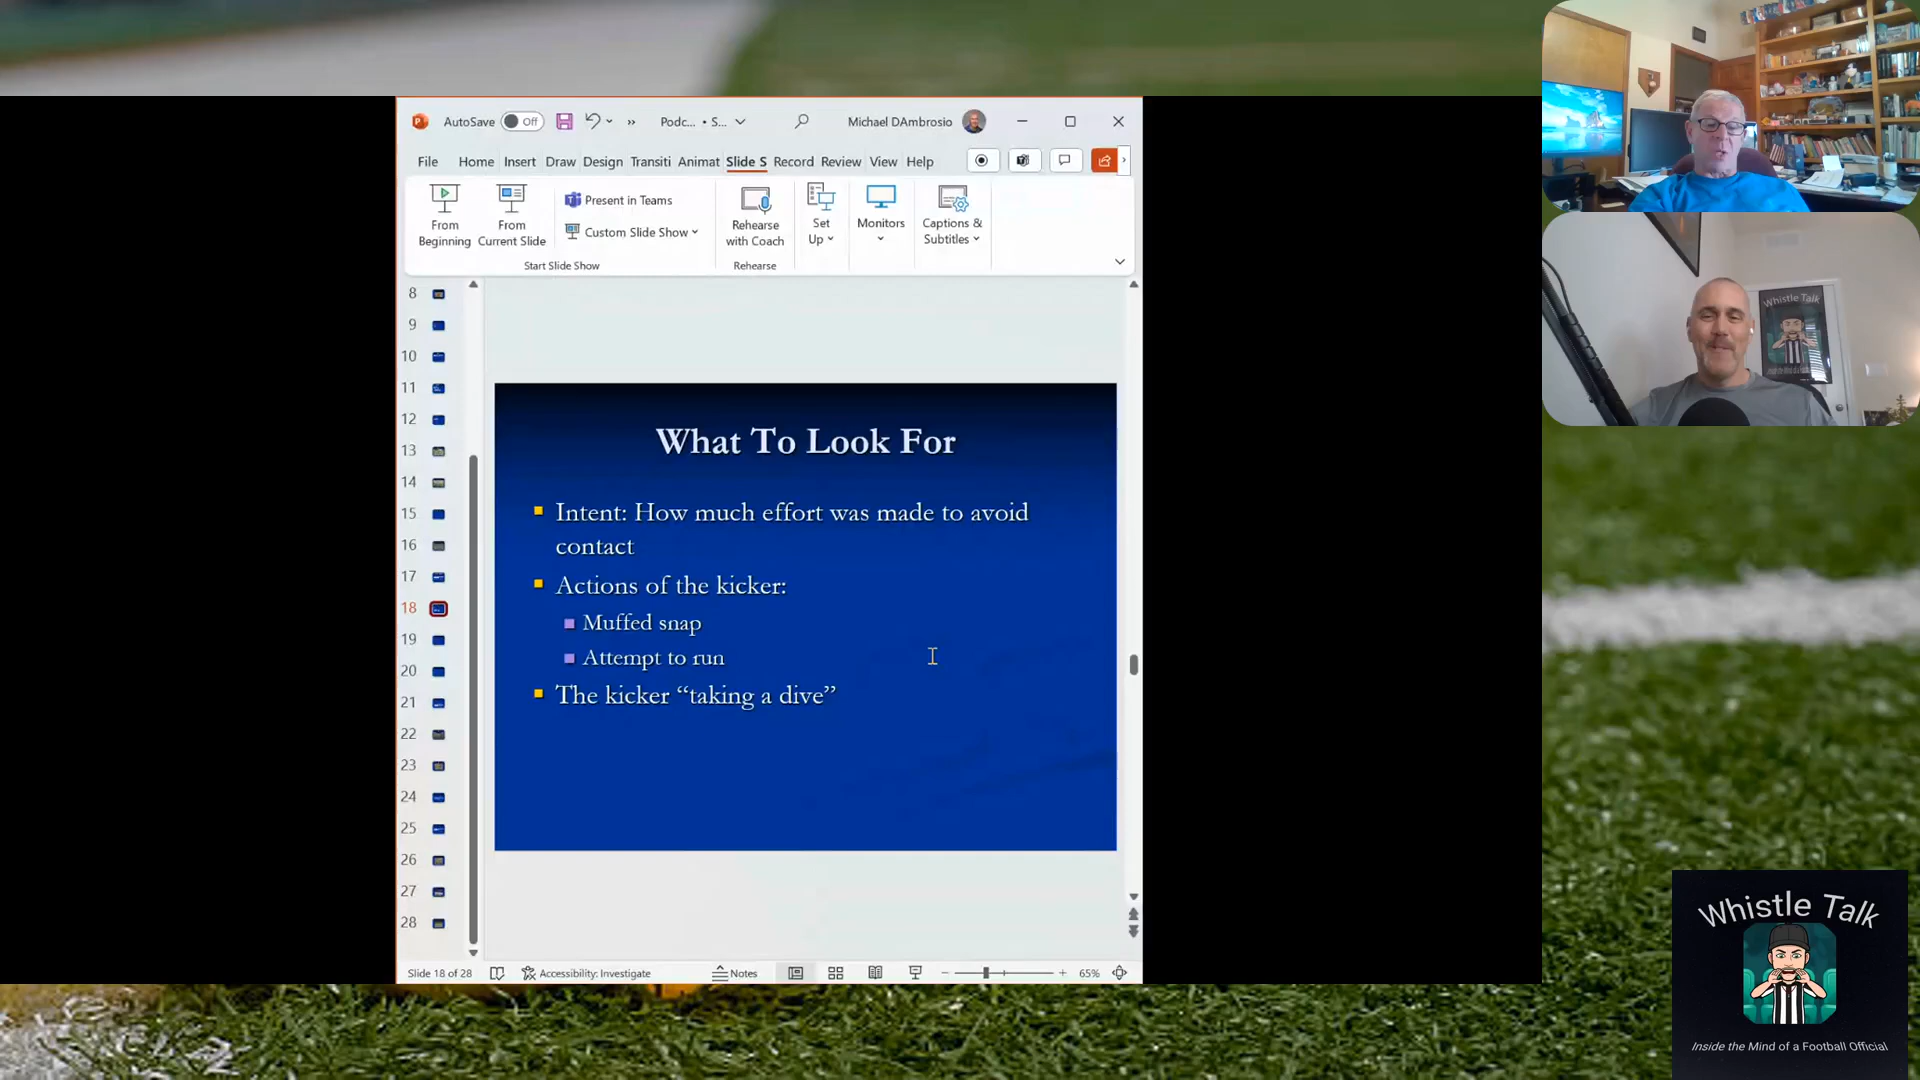 AutoSave Off
Podc... • S...
Michael DAmbrosio
File Home Insert Draw Design Transiti Animat Slide S Record Review View Help
From Beginning
From Current Slide
Present in Teams
Custom Slide Show
Start Slide Show
Rehearse with Coach
Rehearse
Set Up
Monitors
Captions & Subtitles
8
9
10
11
12
13
14
15
16
17
18
19
20
21
22
23
24
25
26
27
28
What To Look For
Intent: How much effort was made to avoid
contact
Actions of the kicker:
Muffed snap
Attempt to run
The kicker “taking a dive”
Slide 18 of 28
Accessibility: Investigate
Notes
65%
Whistle Talk
Whistle Talk
Inside the Mind of a Football Official